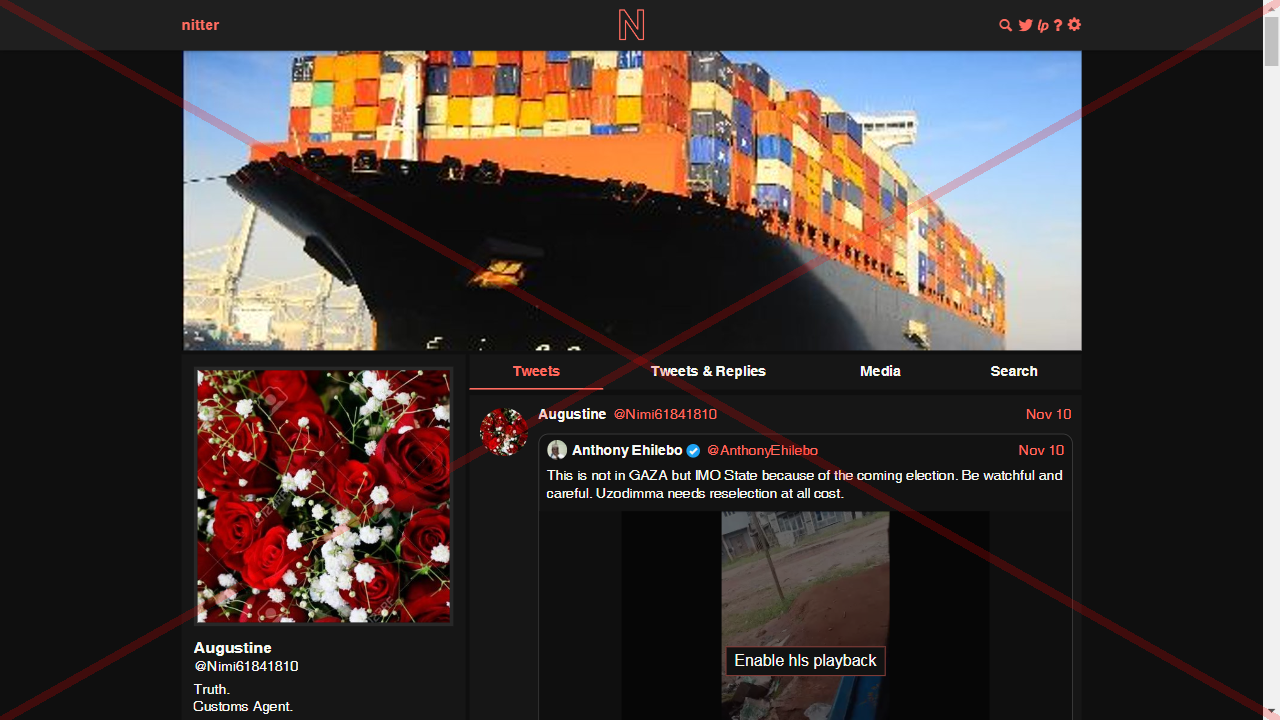 nitter
N
lp ?
Tweets
Tweets & Replies
Media
Search
Augustine @Nimi61841810 Nov 10
Anthony Ehilebo @AnthonyEhilebo Nov 10
This is not in GAZA but IMO State because of the coming election. Be watchful and
careful. Uzodimma needs reselection at all cost.
Enable hls playback
Augustine
@Nimi61841810
Truth.
Customs Agent.